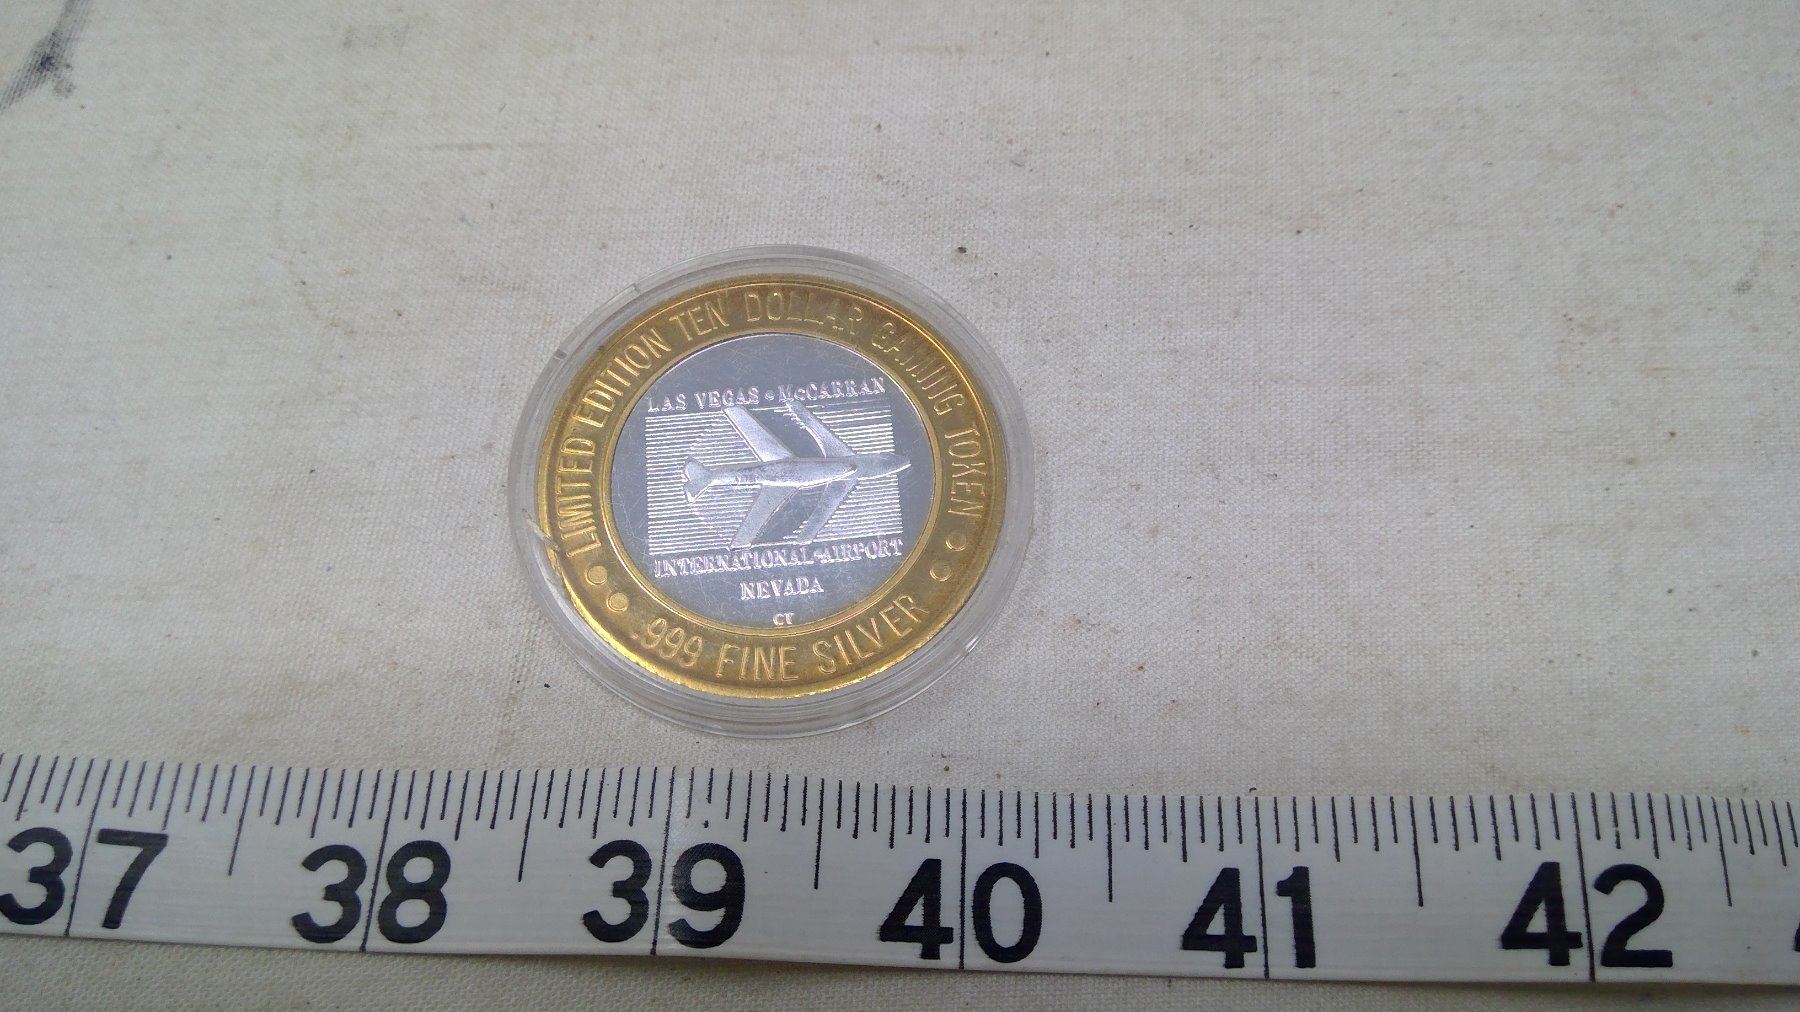 LIMITED EDITION TEN DOLLAR GAMING TOKEN
LAS VEGAS • McCARRAN
INTERNATIONAL AIRPORT
NEVADA
CT
.999 FINE SILVER
37 38 39 40 41 42